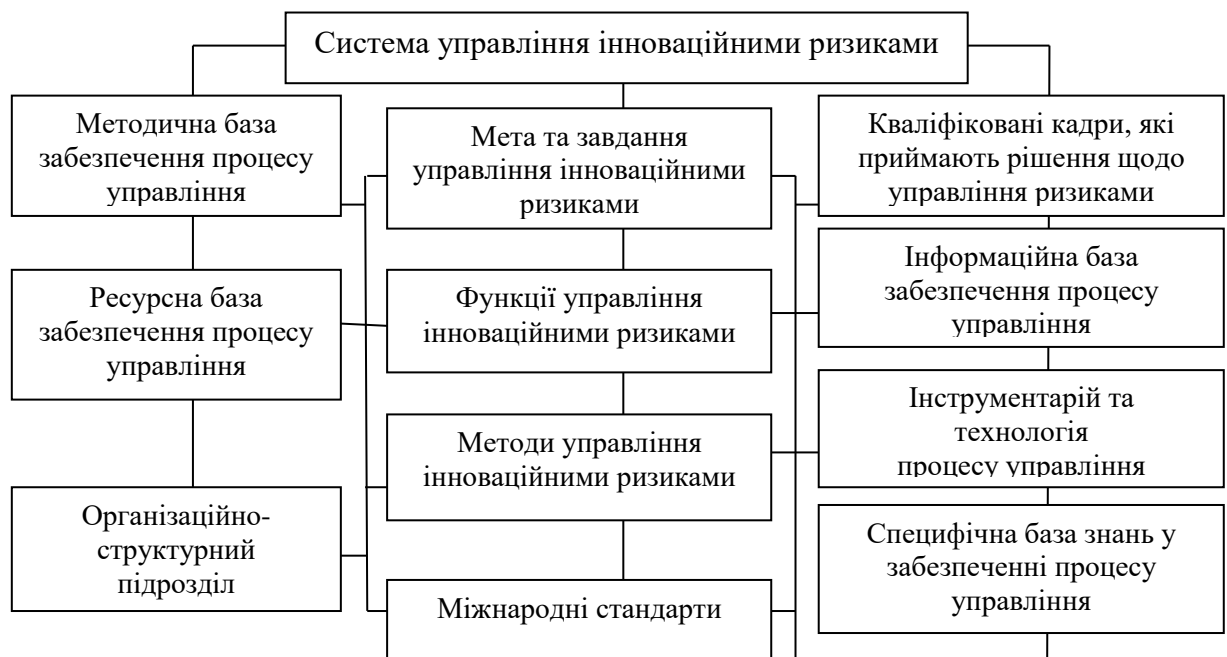 Система управління інноваційними ризиками
Методична база
забезпечення процесу
управління
Ресурсна база
забезпечення процесу
управління
Організаційно-
структурний
підрозділ
Мета та завдання
управління інноваційними
ризиками
Функції управління
інноваційними ризиками
Методи управління
інноваційними ризиками
Міжнародні стандарти
Кваліфіковані кадри, які
приймають рішення щодо
управління ризиками
Інформаційна база
забезпечення процесу
управління
Інструментарій та
технологія
процесу управління
Специфічна база знань у
забезпеченні процесу
управління